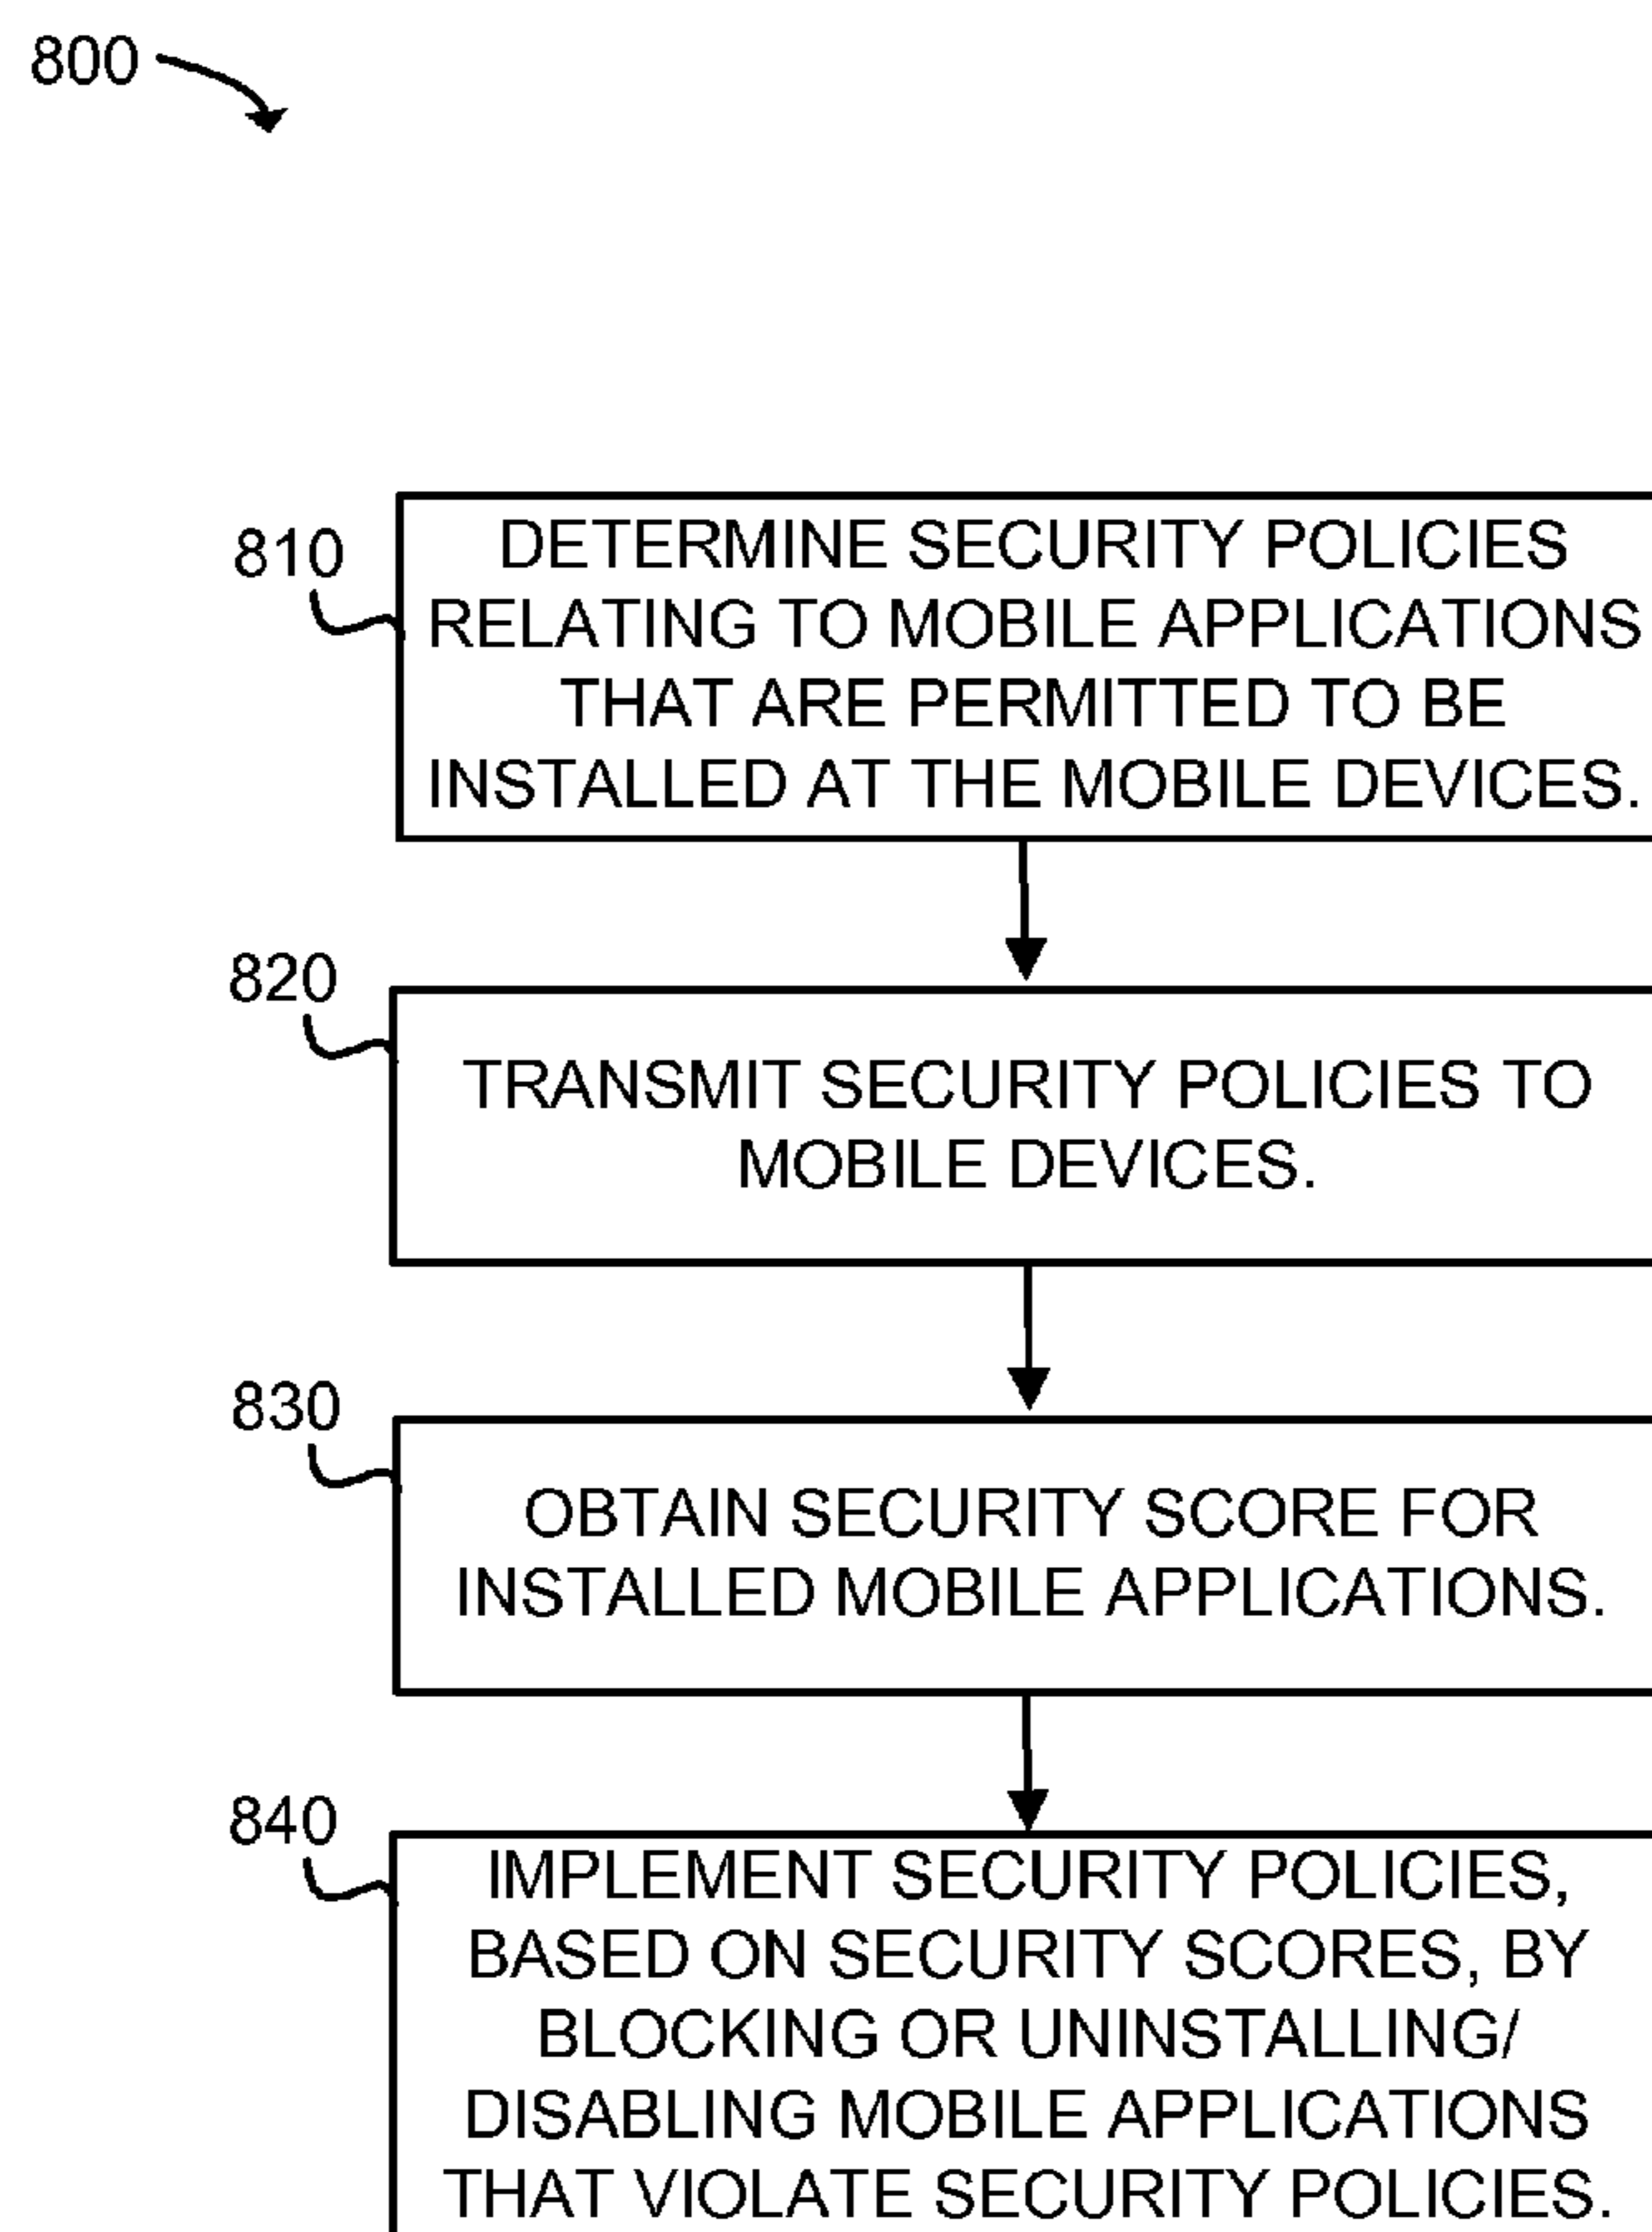 800
810
DETERMINE SECURITY POLICIES
RELATING TO MOBILE APPLICATIONS
THAT ARE PERMITTED TO BE
INSTALLED AT THE MOBILE DEVICES.
820
TRANSMIT SECURITY POLICIES TO
MOBILE DEVICES.
830
OBTAIN SECURITY SCORE FOR
INSTALLED MOBILE APPLICATIONS.
840
IMPLEMENT SECURITY POLICIES,
BASED ON SECURITY SCORES, BY
BLOCKING OR UNINSTALLING/
DISABLING MOBILE APPLICATIONS
THAT VIOLATE SECURITY POLICIES.